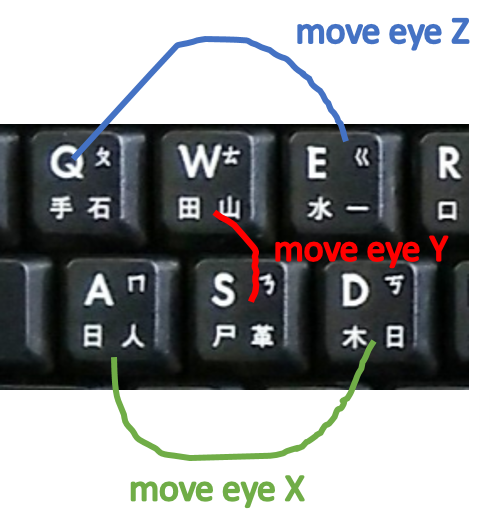 move eye Z
Q ㄆ W ㄊ E ㄍ R
手 石 田 山 水 一 口
move eye Y
A ㄇ S ㄋ D ㄎ
日 人 尸 革 木 日
move eye X